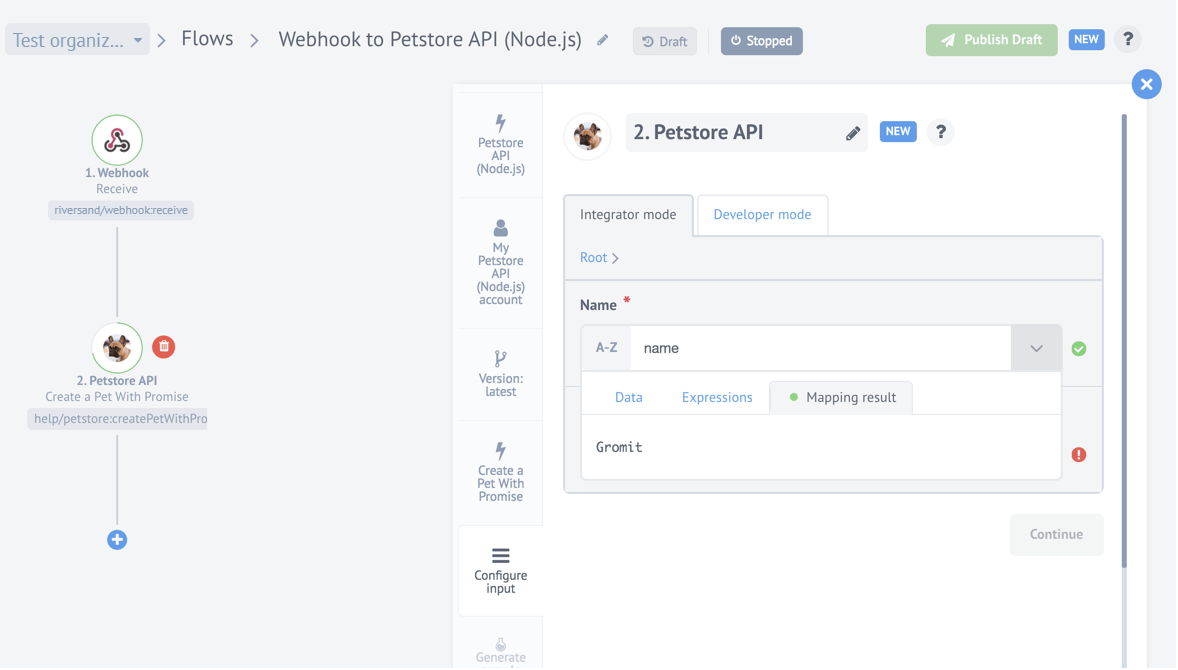 Test organiz...
Flows
Webhook to Petstore API (Node.js)
Draft
Stopped
Publish Draft
NEW
?
1. Webhook
Receive
riversand/webhook:receive
2. Petstore API
Create a Pet With Promise
help/petstore:createPetWithPro
Petstore
API
(Node.js)
My
Petstore
API
(Node.js)
account
Version:
latest
Create a
Pet With
Promise
Configure
input
Generate
2. Petstore API
NEW
?
Integrator mode
Developer mode
Root
Name *
A-Z
name
Data
Expressions
Mapping result
Gromit
Continue